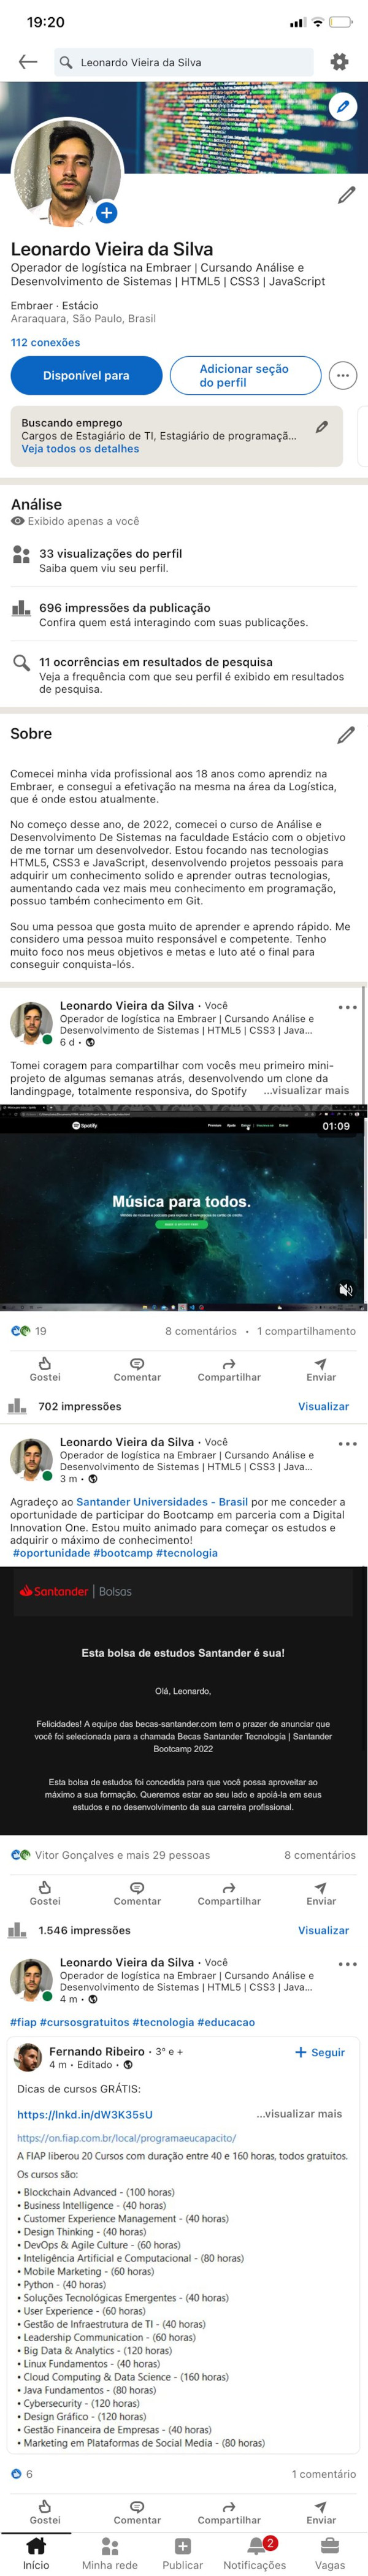 19:20
Leonardo Vieira da Silva
Leonardo Vieira da Silva
Operador de logística na Embraer | Cursando Análise e
Desenvolvimento de Sistemas | HTML5 | CSS3 | JavaScript
Embraer · Estácio
Araraquara, São Paulo, Brasil
112 conexões
Disponível para
Adicionar seção
do perfil
Buscando emprego
Cargos de Estagiário de TI, Estagiário de programaçã...
Veja todos os detalhes
Análise
Exibido apenas a você
33 visualizações do perfil
Saiba quem viu seu perfil.
696 impressões da publicação
Confira quem está interagindo com suas publicações.
11 ocorrências em resultados de pesquisa
Veja a frequência com que seu perfil é exibido em resultados
de pesquisa.
Sobre
Comecei minha vida profissional aos 18 anos como aprendiz na
Embraer, e consegui a efetivação na mesma na área da Logística,
que é onde estou atualmente.
No começo desse ano, de 2022, comecei o curso de Análise e
Desenvolvimento De Sistemas na faculdade Estácio com o objetivo
de me tornar um desenvolvedor. Estou focando nas tecnologias
HTML5, CSS3 e JavaScript, desenvolvendo projetos pessoais para
adquirir um conhecimento solido e aprender outras tecnologias,
aumentando cada vez mais meu conhecimento em programação,
possuo também conhecimento em Git.
Sou uma pessoa que gosta muito de aprender e aprendo rápido. Me
considero uma pessoa muito responsável e competente. Tenho
muito foco nos meus objetivos e metas e luto até o final para
conseguir conquista-lós.
Leonardo Vieira da Silva · Você
Operador de logística na Embraer | Cursando Análise e
Desenvolvimento de Sistemas | HTML5 | CSS3 | Java...
6 d ·
Tomei coragem para compartilhar com vocês meu primeiro mini-
projeto de algumas semanas atrás, desenvolvendo um clone da
landingpage, totalmente responsiva, do Spotify ...visualizar mais
Spotify
01:09
Música para todos.
19
8 comentários · 1 compartilhamento
Gostei Comentar Compartilhar Enviar
702 impressões Visualizar
Leonardo Vieira da Silva · Você
Operador de logística na Embraer | Cursando Análise e
Desenvolvimento de Sistemas | HTML5 | CSS3 | Java...
3 m ·
Agradeço ao Santander Universidades - Brasil por me conceder a
oportunidade de participar do Bootcamp em parceria com a Digital
Innovation One. Estou muito animado para começar os estudos e
adquirir o máximo de conhecimento!
#oportunidade #bootcamp #tecnologia
Santander | Bolsas
Esta bolsa de estudos Santander é sua!
Olá, Leonardo,
Felicidades! A equipe das becas-santander.com tem o prazer de anunciar que
você foi selecionada para a chamada Becas Santander Tecnología | Santander
Bootcamp 2022
Esta bolsa de estudos foi concedida para que você possa aproveitar ao
máximo a sua formação. Queremos estar ao seu lado e apoiá-la em seus
estudos e no desenvolvimento da sua carreira profissional.
Vitor Gonçalves e mais 29 pessoas 8 comentários
Gostei Comentar Compartilhar Enviar
1.546 impressões Visualizar
Leonardo Vieira da Silva · Você
Operador de logística na Embraer | Cursando Análise e
Desenvolvimento de Sistemas | HTML5 | CSS3 | Java...
4 m ·
#fiap #cursosgratuitos #tecnologia #educacao
Fernando Ribeiro · 3º e +
4 m · Editado ·
+ Seguir
Dicas de cursos GRÁTIS:
https://lnkd.in/dW3K35sU ...visualizar mais
https://on.fiap.com.br/local/programaeucapacito/
A FIAP liberou 20 Cursos com duração entre 40 e 160 horas, todos gratuitos.
Os cursos são:
• Blockchain Advanced - (100 horas)
• Business Intelligence - (40 horas)
• Customer Experience Management - (40 horas)
• Design Thinking - (40 horas)
• DevOps & Agile Culture - (60 horas)
• Inteligência Artificial e Computacional - (80 horas)
• Mobile Marketing - (60 horas)
• Python - (40 horas)
• Soluções Tecnológicas Emergentes - (40 horas)
• User Experience - (60 horas)
• Gestão de Infraestrutura de TI - (40 horas)
• Leadership Communication - (60 horas)
• Big Data & Analytics - (120 horas)
• Linux Fundamentos - (40 horas)
• Cloud Computing & Data Science - (160 horas)
• Java Fundamentos - (80 horas)
• Cybersecurity - (120 horas)
• Design Gráfico - (120 horas)
• Gestão Financeira de Empresas - (40 horas)
• Marketing em Plataformas de Social Media - (80 horas)
6 1 comentário
Gostei Comentar Compartilhar Enviar
2
Início Minha rede Publicar Notificações Vagas